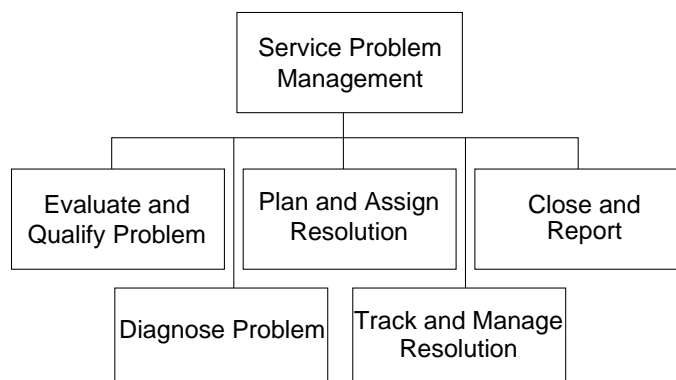 Service Problem
Management
Evaluate and
Qualify Problem
Plan and Assign
Resolution
Close and
Report
Diagnose Problem
Track and Manage
Resolution